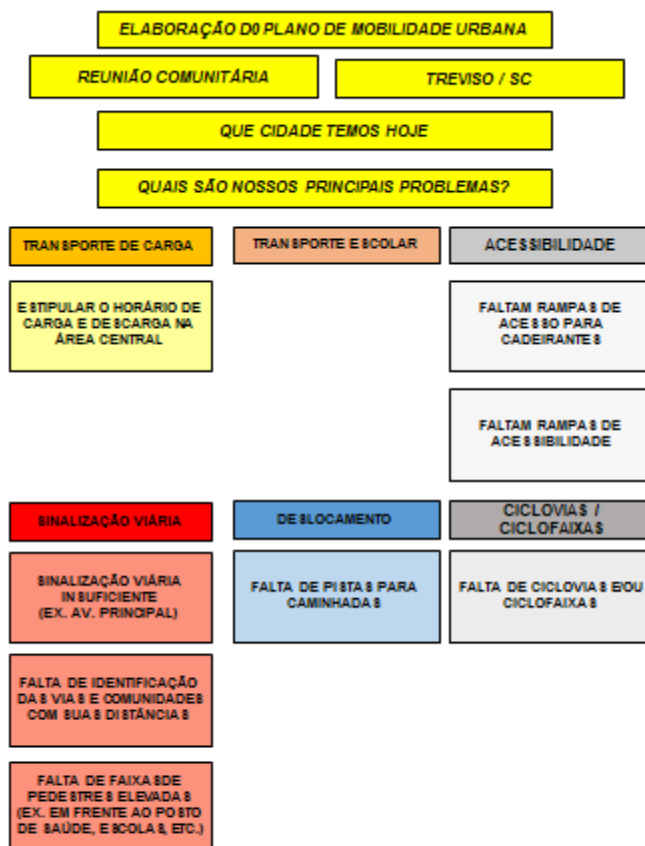 ELABORAÇÃO D0 PLANO DE MOBILIDADE URBANA
REUNIÃO COMUNITÁRIA
TREVISO / SC
QUE CIDADE TEMOS HOJE
QUAIS SÃO NOSSOS PRINCIPAIS PROBLEMAS?
TRANSPORTE DE CARGA
TRANSPORTE ESCOLAR
ACESSIBILIDADE
ESTIPULAR O HORÁRIO DE
CARGA E DESCARGA NA
ÁREA CENTRAL
FALTAM RAMPAS DE
ACESSO PARA
CADEIRANTES
FALTAM RAMPAS DE
ACESSIBILIDADE
SINALIZAÇÃO VIÁRIA
DESLOCAMENTO
CICLOVIAS /
CICLOFAIXAS
SINALIZAÇÃO VIÁRIA
INSUFICIENTE
(EX. AV. PRINCIPAL)
FALTA DE PISTAS PARA
CAMINHADAS
FALTA DE CICLOVIAS E/OU
CICLOFAIXAS
FALTA DE IDENTIFICAÇÃO
DAS VIAS E COMUNIDADES
COM SUAS DISTÂNCIAS
FALTA DE FAIXASDE
PEDESTRES ELEVADAS
(EX. EM FRENTE AO POSTO
DE SAÚDE, ESCOLAS, ETC.)